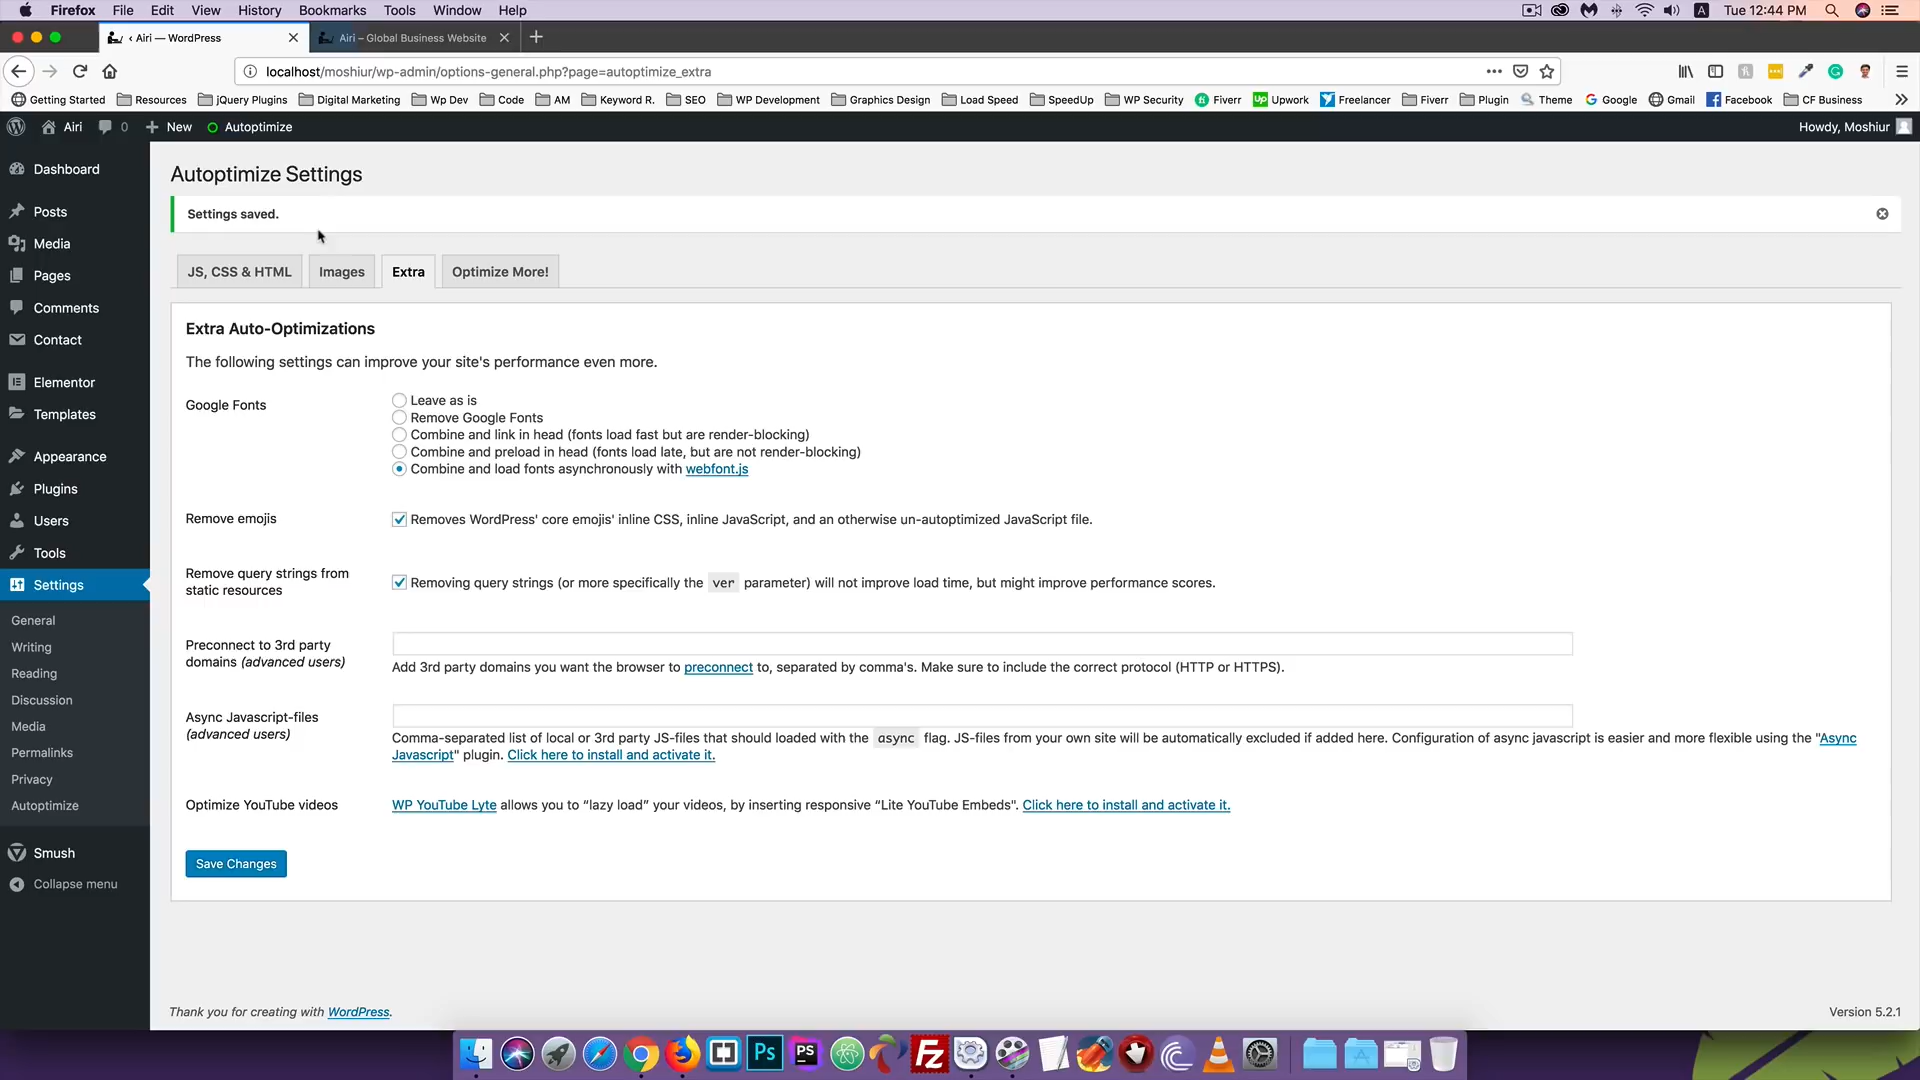 Firefox File Edit View History Bookmarks Tools Window Help
Tue 12:44 PM
‹ Airi — WordPress
Airi – Global Business Website
localhost/moshiur/wp-admin/options-general.php?page=autoptimize_extra
Getting Started Resources jQuery Plugins Digital Marketing Wp Dev Code AM Keyword R. SEO WP Development Graphics Design Load Speed SpeedUp WP Security Fiverr Upwork Freelancer Fiverr Plugin Theme Google Gmail Facebook CF Business
Airi 0 New Autoptimize
Howdy, Moshiur
Dashboard
Posts
Media
Pages
Comments
Contact
Elementor
Templates
Appearance
Plugins
Users
Tools
Settings
General
Writing
Reading
Discussion
Media
Permalinks
Privacy
Autoptimize
Smush
Collapse menu
Autoptimize Settings
Settings saved.
JS, CSS & HTML Images Extra Optimize More!
Extra Auto-Optimizations
The following settings can improve your site's performance even more.
Google Fonts
Leave as is
Remove Google Fonts
Combine and link in head (fonts load fast but are render-blocking)
Combine and preload in head (fonts load late, but are not render-blocking)
Combine and load fonts asynchronously with webfont.js
Remove emojis
Removes WordPress' core emojis' inline CSS, inline JavaScript, and an otherwise un-autoptimized JavaScript file.
Remove query strings from
static resources
Removing query strings (or more specifically the ver parameter) will not improve load time, but might improve performance scores.
Preconnect to 3rd party
domains (advanced users)
Add 3rd party domains you want the browser to preconnect to, separated by comma's. Make sure to include the correct protocol (HTTP or HTTPS).
Async Javascript-files
(advanced users)
Comma-separated list of local or 3rd party JS-files that should loaded with the async flag. JS-files from your own site will be automatically excluded if added here. Configuration of async javascript is easier and more flexible using the "Async
Javascript" plugin. Click here to install and activate it.
Optimize YouTube videos
WP YouTube Lyte allows you to “lazy load” your videos, by inserting responsive “Lite YouTube Embeds". Click here to install and activate it.
Save Changes
Thank you for creating with WordPress.
Version 5.2.1
Ps
PS
FZ